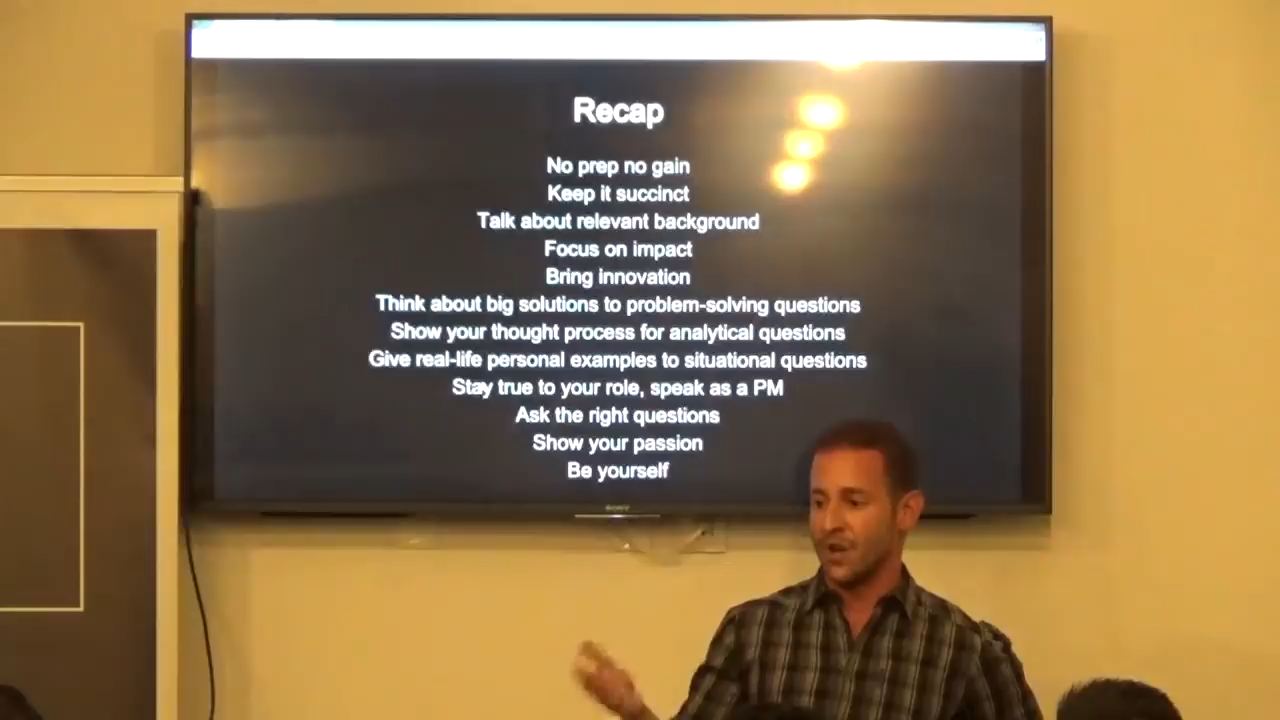 Recap
No prep no gain
Keep it succinct
Talk about relevant background
Focus on impact
Bring innovation
Think about big solutions to problem-solving questions
Show your thought process for analytical questions
Give real-life personal examples to situational questions
Stay true to your role, speak as a PM
Ask the right questions
Show your passion
Be yourself
SONY